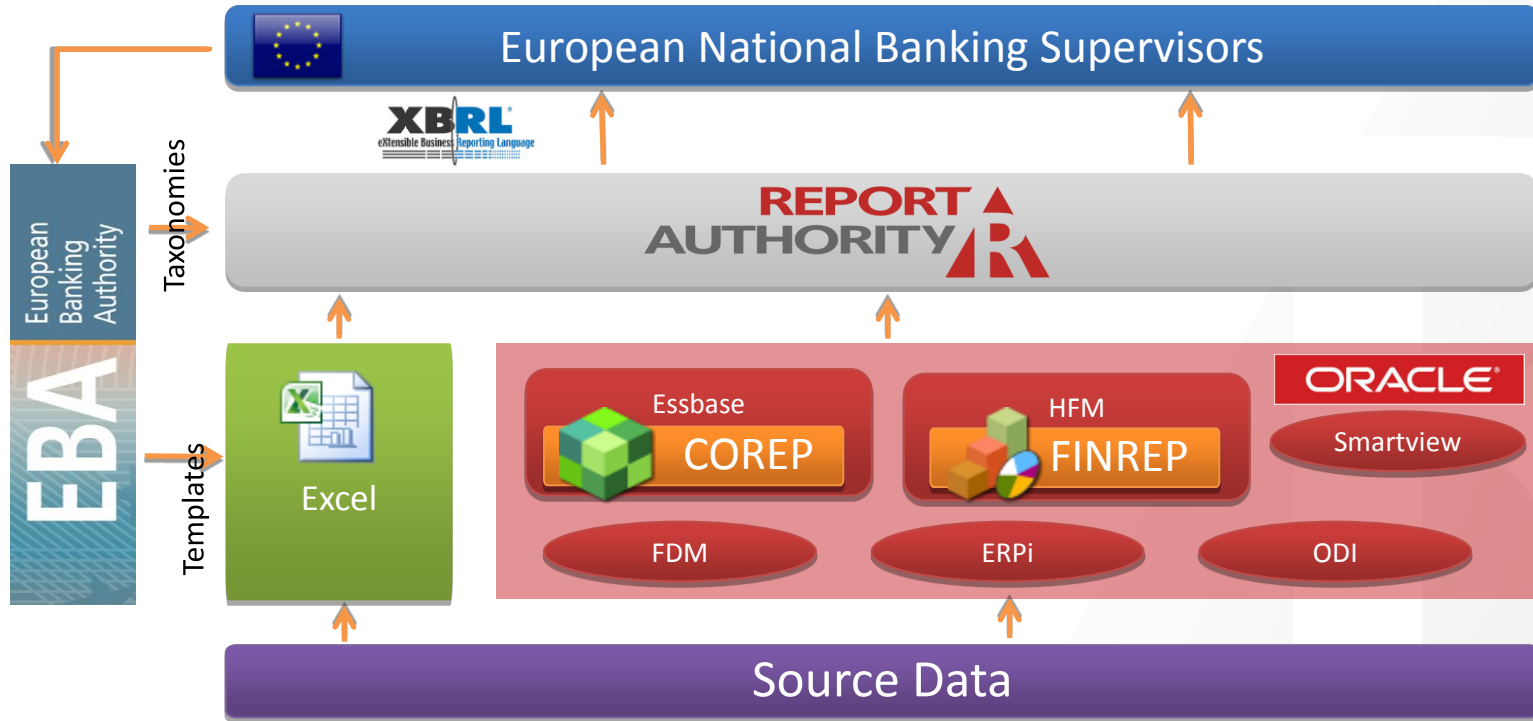 European National Banking Supervisors
XBRL
eXtensible Business Reporting Language
Taxonomies
REPORT
AUTHORITY
R
European
Banking
Authority
EBA
Templates
Excel
Essbase
COREP
HFM
FINREP
ORACLE®
Smartview
FDM
ERPi
ODI
Source Data